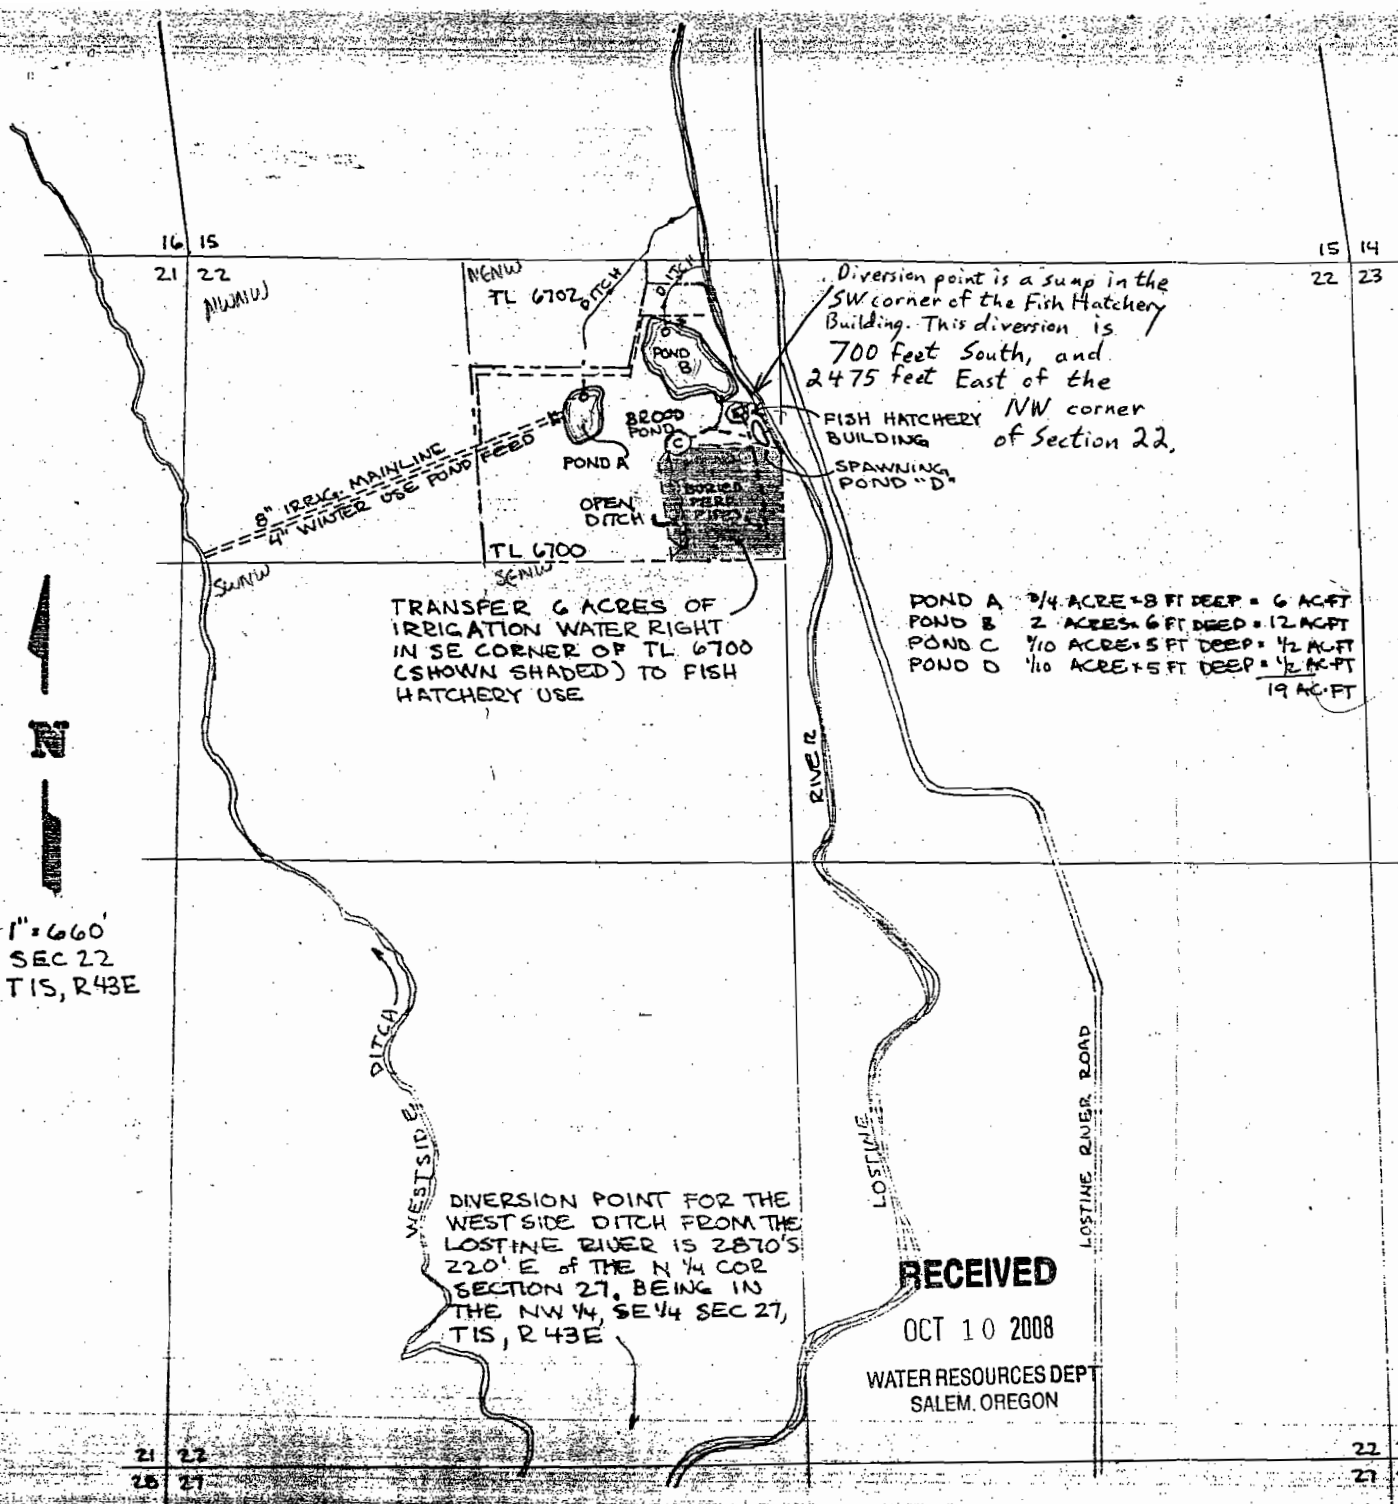 16 15
21 22
NWNW
NENW
TL 6702
DITCH
DITCH
15 14
22 23
Diversion point is a sump in the
SW corner of the Fish Hatchery
Building. This diversion is
700 feet South, and
2475 feet East of the
NW corner
of Section 22.
POND
B
BROOD
POND
C
FISH HATCHERY
BUILDING
SPAWNING
POND "D"
POND A
8" IRRIG. MAINLINE
4" WINTER USE POND FEED
OPEN
DITCH
BURIED
PERF
PIPES
TL 6700
SENW
SWNW
TRANSFER 6 ACRES OF
IRRIGATION WATER RIGHT
IN SE CORNER OF TL 6700
(SHOWN SHADED) TO FISH
HATCHERY USE
POND A 3/4 ACRE × 8 FT DEEP = 6 AC·FT
POND B 2 ACRES × 6 FT DEEP = 12 AC·FT
POND C 1/10 ACRE × 5 FT DEEP = 1/2 AC·FT
POND D 1/10 ACRE × 5 FT DEEP = 1/2 AC·FT
19 AC·FT
N
RIVER
1"=660'
SEC 22
T1S, R43E
DITCH
WESTSIDE
LOSTINE
LOSTINE RIVER ROAD
DIVERSION POINT FOR THE
WESTSIDE DITCH FROM THE
LOSTINE RIVER IS 2870'S
220' E of THE N 1/4 COR
SECTION 27. BEING IN
THE NW 1/4, SE 1/4 SEC 27,
T1S, R43E
RECEIVED
OCT 10 2008
WATER RESOURCES DEPT
SALEM, OREGON
21 22
28 27
22
27